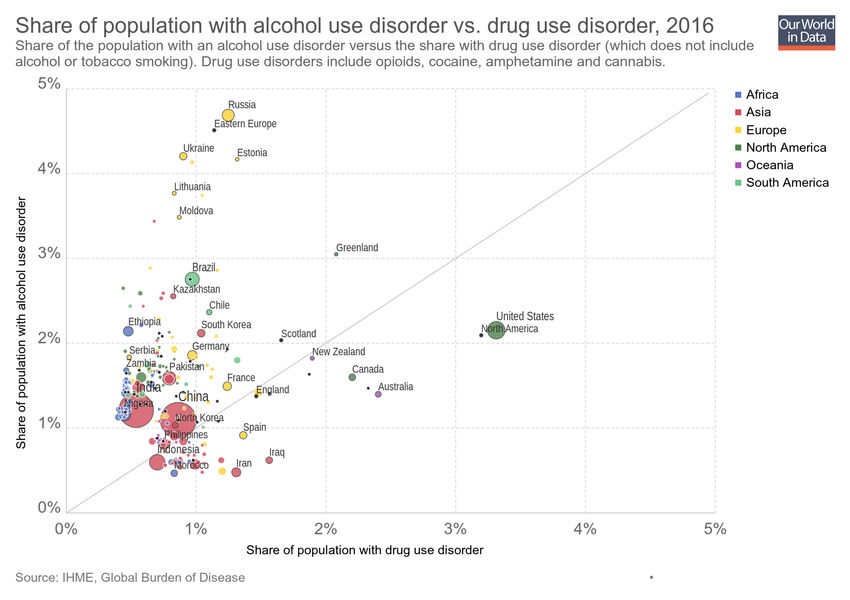 Share of population with alcohol use disorder vs. drug use disorder, 2016
Our World
in Data
Share of the population with an alcohol use disorder versus the share with drug use disorder (which does not include
alcohol or tobacco smoking). Drug use disorders include opioids, cocaine, amphetamine and cannabis.
5%
Africa
Asia
Europe
North America
Oceania
South America
Russia
Eastern Europe
Ukraine
Estonia
4%
Lithuania
Moldova
Greenland
3%
Brazil
Kazakhstan
Chile
Ethiopia
South Korea
United States
North America
Scotland
2%
Serbia
Germany
New Zealand
Zambia
Pakistan
Canada
France
India
England
Australia
China
Nigeria
North Korea
1%
Philippines
Spain
Indonesia
Morocco
Iran
Iraq
0%
Share of population with alcohol use disorder
0%
1%
2%
3%
4%
5%
Share of population with drug use disorder
Source: IHME, Global Burden of Disease